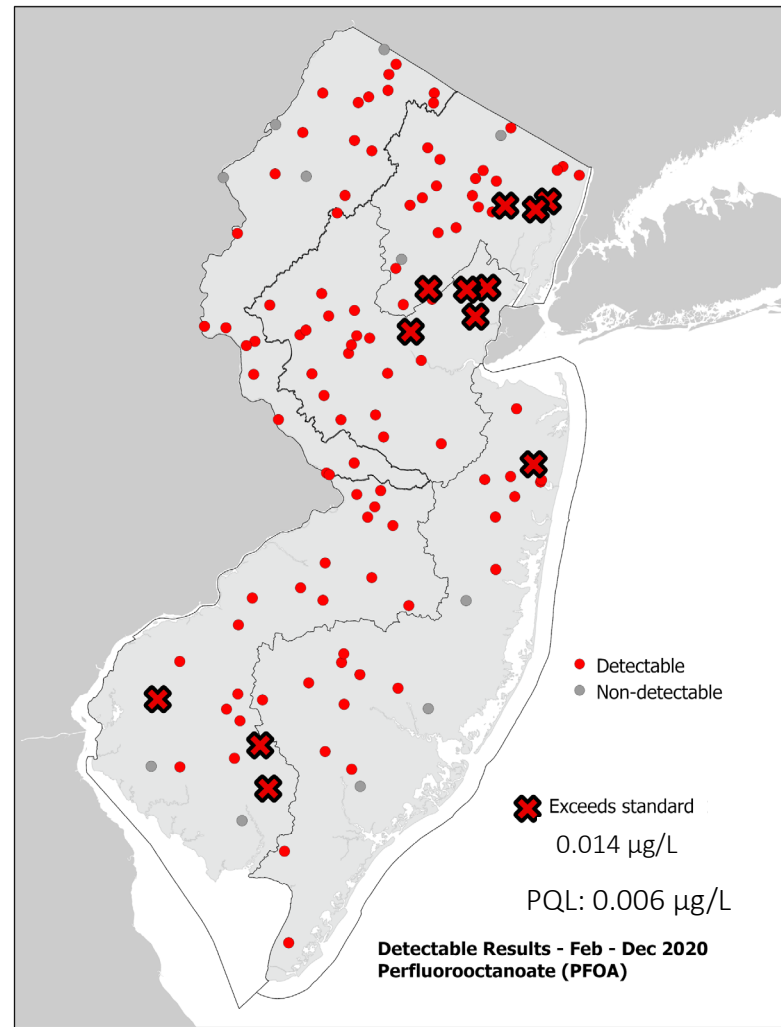 Detectable
Non-detectable
Exceeds standard
0.014 µg/L
PQL: 0.006 µg/L
Detectable Results - Feb - Dec 2020
Perfluorooctanoate (PFOA)